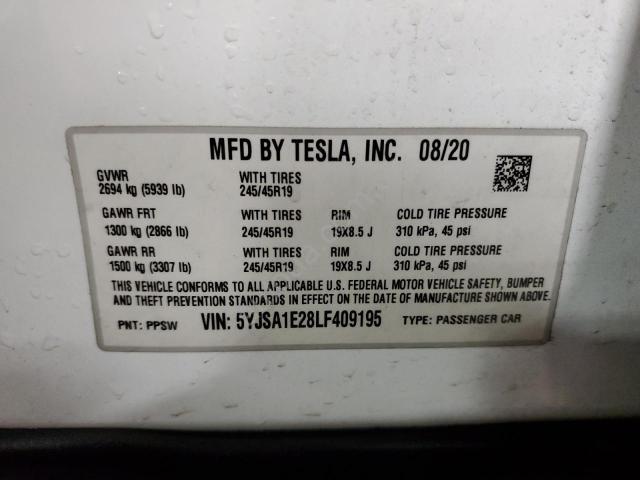 MFD BY TESLA, INC. 08/20
GVWR WITH TIRES
2694 kg (5939 lb) 245/45R19
GAWR FRT WITH TIRES RIM COLD TIRE PRESSURE
1300 kg (2866 lb) 245/45R19 19X8.5 J 310 kPa, 45 psi
GAWR RR WITH TIRES RIM COLD TIRE PRESSURE
1500 kg (3307 lb) 245/45R19 19X8.5 J 310 kPa, 45 psi
THIS VEHICLE CONFORMS TO ALL APPLICABLE U.S. FEDERAL MOTOR VEHICLE SAFETY, BUMPER
AND THEFT PREVENTION STANDARDS IN EFFECT ON THE DATE OF MANUFACTURE SHOWN ABOVE.
PNT: PPSW VIN: 5YJSA1E28LF409195 TYPE: PASSENGER CAR